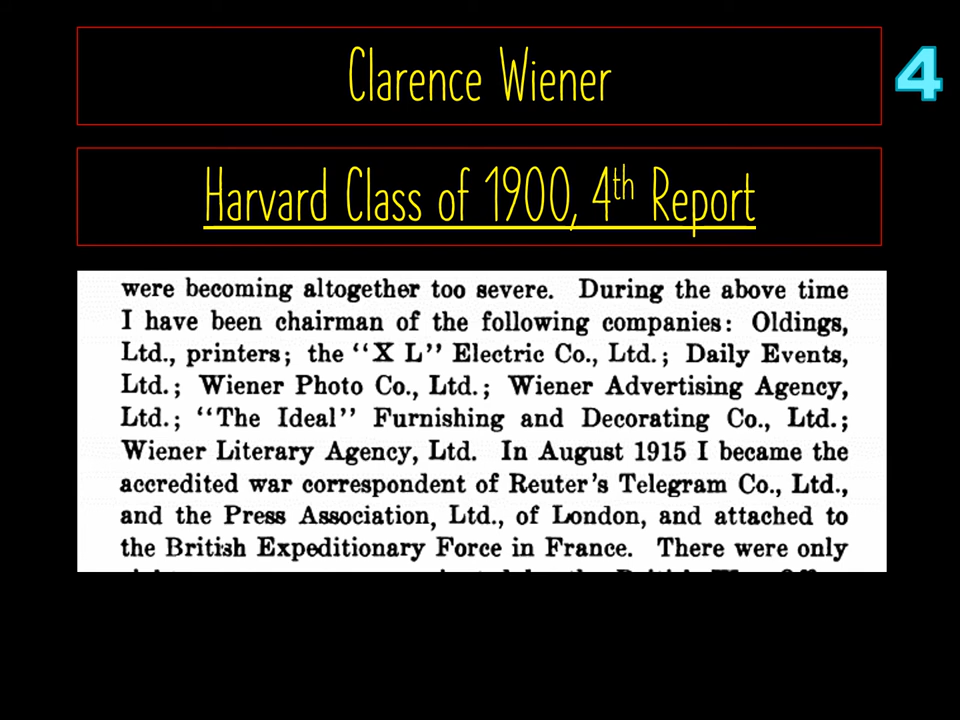 Clarence Wiener
4
Harvard Class of 1900, 4th Report
were becoming altogether too severe. During the above time
I have been chairman of the following companies: Oldings,
Ltd., printers; the "X L" Electric Co., Ltd.; Daily Events,
Ltd.; Wiener Photo Co., Ltd.; Wiener Advertising Agency,
Ltd.; "The Ideal" Furnishing and Decorating Co., Ltd.;
Wiener Literary Agency, Ltd. In August 1915 I became the
accredited war correspondent of Reuter's Telegram Co., Ltd.,
and the Press Association, Ltd., of London, and attached to
the British Expeditionary Force in France. There were only